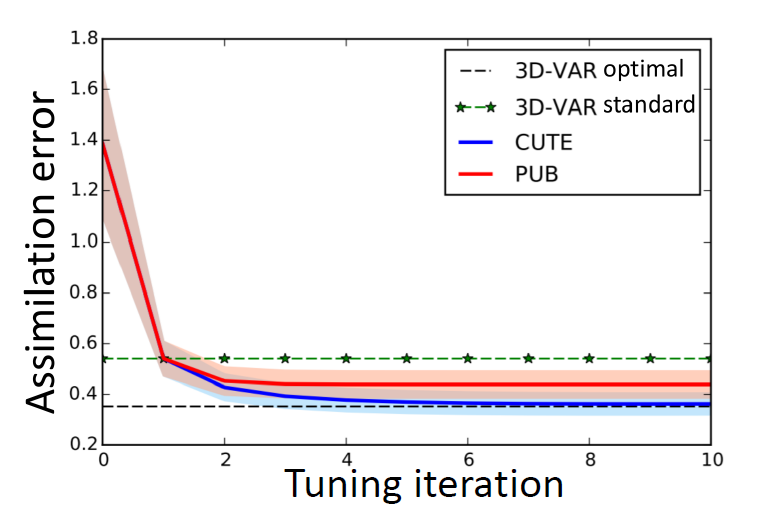 1.8
1.6
1.4
1.2
1.0
0.8
0.6
0.4
0.2
Assimilation error
3D-VAR optimal
3D-VAR standard
CUTE
PUB
0 2 4 6 8 10
Tuning iteration